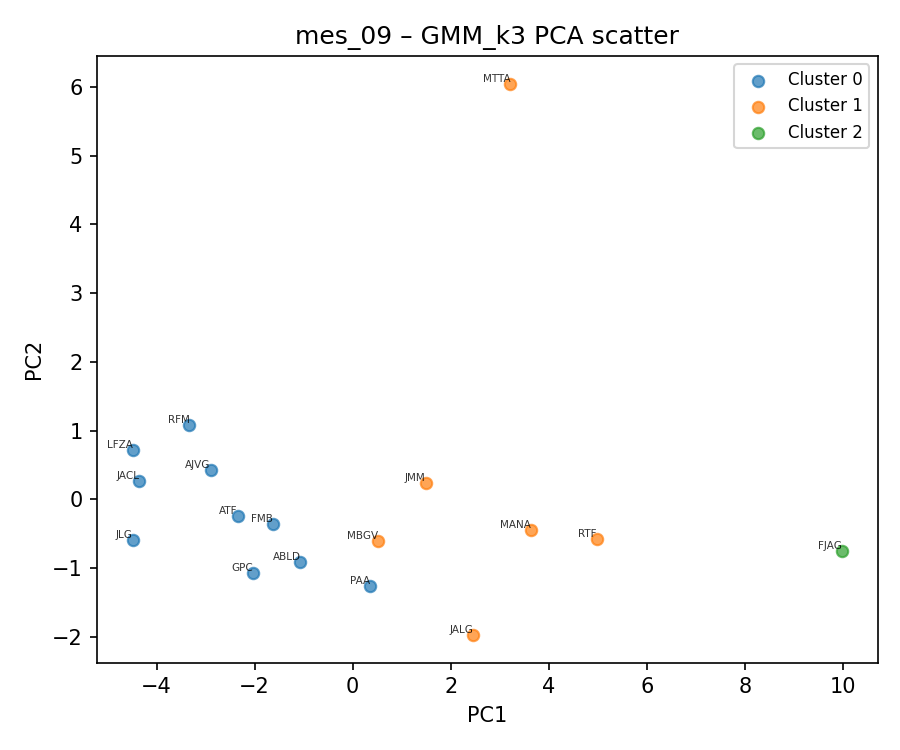 mes_09 – GMM_k3 PCA scatter
Cluster 0
Cluster 1
Cluster 2
MTTA
RFM
LFZA
AJVG
JACL
JMM
ATF
FMB
MANA
JLG
MBGV
RTF
FJAG
ABLD
GPC
PAA
JALG
6
5
4
3
2
1
0
−1
−2
PC2
−4 −2 0 2 4 6 8 10
PC1